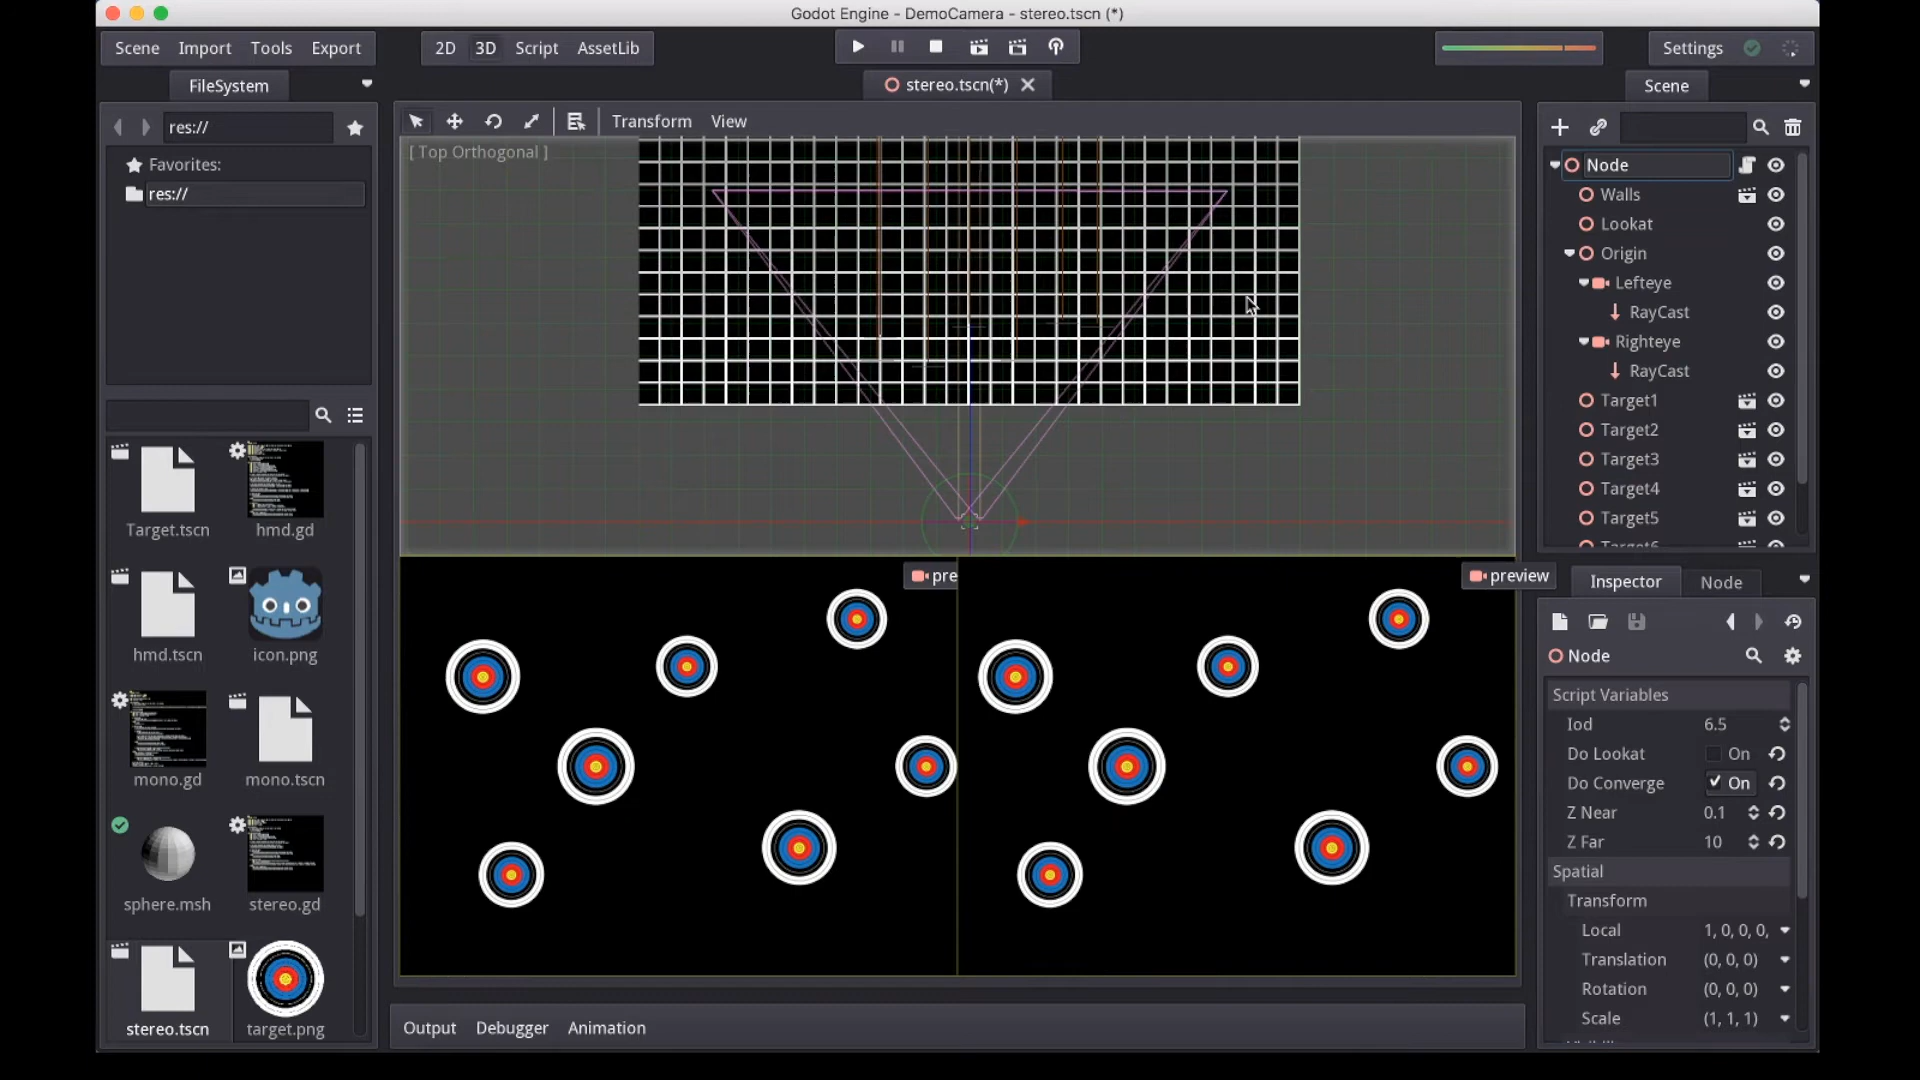 Godot Engine - DemoCamera - stereo.tscn (*)
Scene Import Tools Export
2D 3D Script AssetLib
Settings
FileSystem
stereo.tscn(*)
Scene
res://
Transform View
Favorites:
res://
[ Top Orthogonal ]
Node
Walls
Lookat
Origin
Lefteye
RayCast
Righteye
RayCast
Target1
Target2
Target3
Target4
Target5
Target6
Target.tscn
hmd.gd
hmd.tscn
icon.png
mono.gd
mono.tscn
sphere.msh
stereo.gd
stereo.tscn
target.png
pre
preview
Inspector Node
Node
Script Variables
Iod 6.5
Do Lookat On
Do Converge On
Z Near 0.1
Z Far 10
Spatial
Transform
Local 1, 0, 0, 0,
Translation (0, 0, 0)
Rotation (0, 0, 0)
Scale (1, 1, 1)
Output Debugger Animation